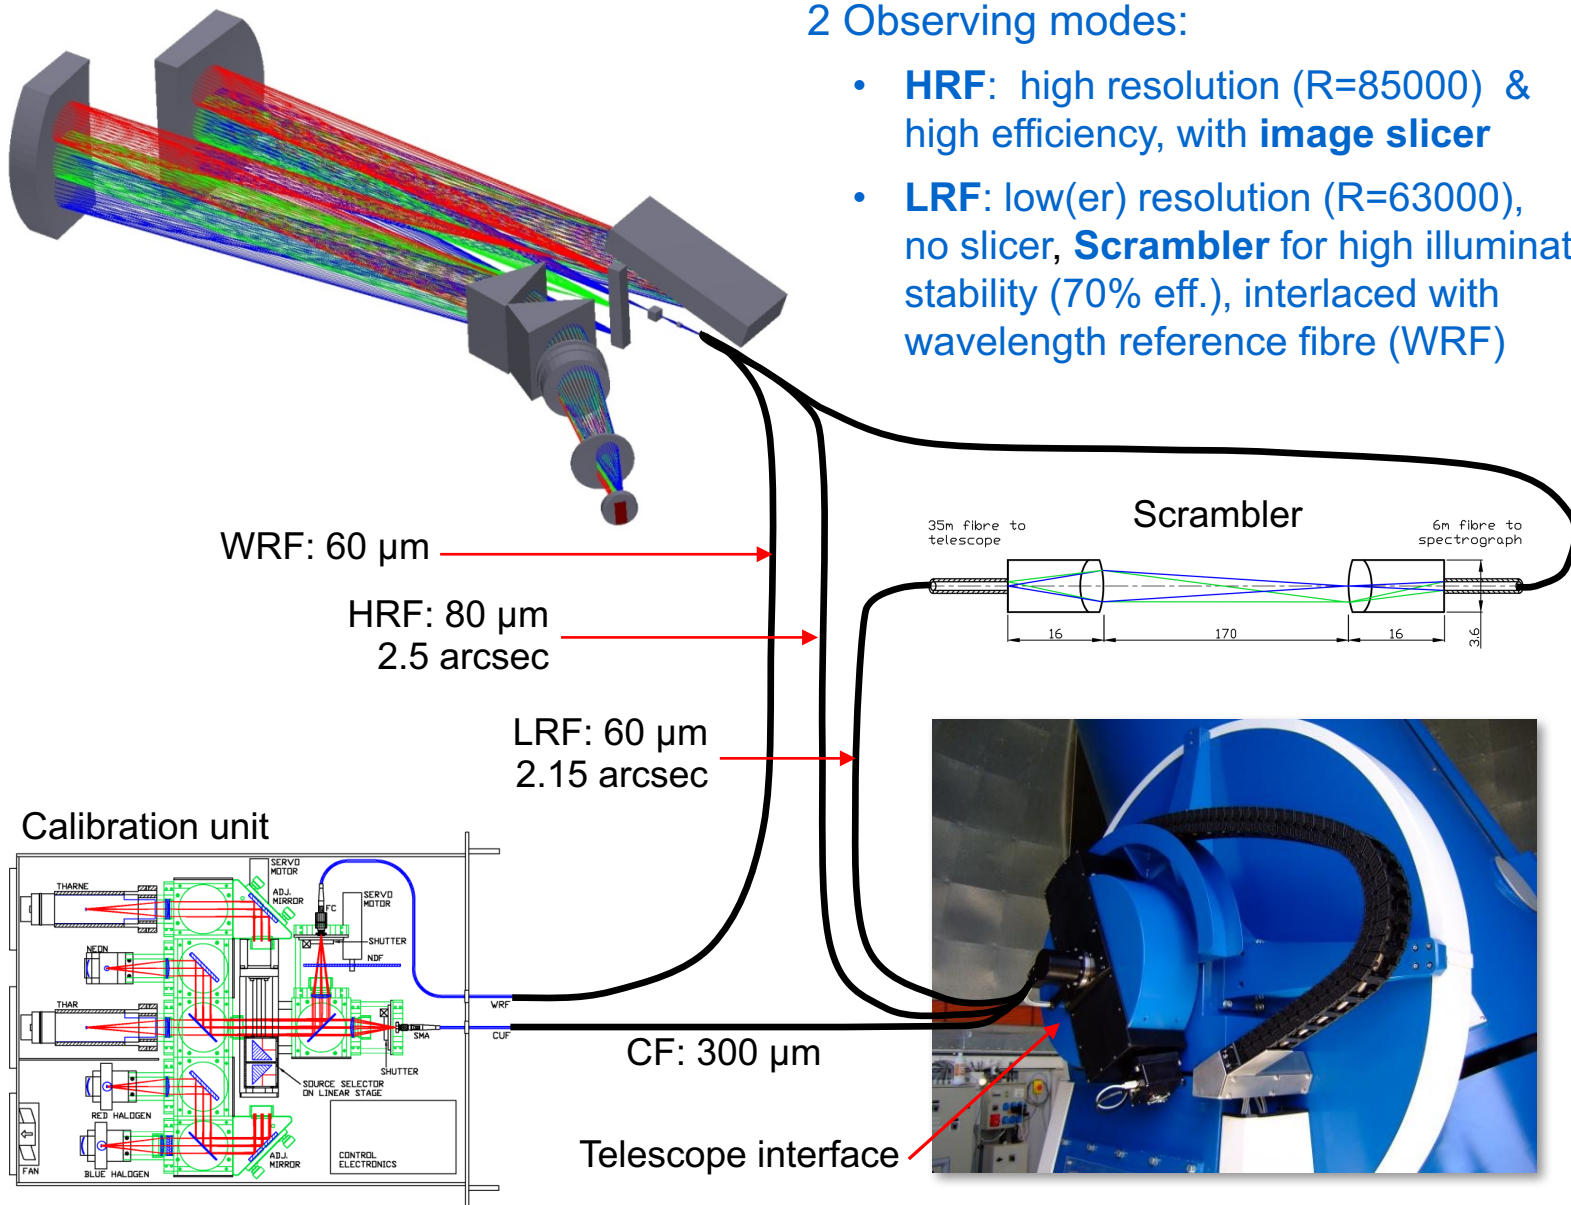 2 Observing modes:
• HRF: high resolution (R=85000) &
high efficiency, with image slicer
• LRF: low(er) resolution (R=63000),
no slicer, Scrambler for high illuminat
stability (70% eff.), interlaced with
wavelength reference fibre (WRF)
Scrambler
35m fibre to
telescope
6m fibre to
spectrograph
16
170
16
3.6
WRF: 60 µm
HRF: 80 µm
2.5 arcsec
LRF: 60 µm
2.15 arcsec
Calibration unit
THARNE
SERVO
MOTOR
ADJ.
MIRROR
FC
SERVO
MOTOR
SHUTTER
NDF
NEON
THAR
WRF
SMA
CUF
SHUTTER
SOURCE SELECTOR
ON LINEAR STAGE
RED HALOGEN
BLUE HALOGEN
FAN
ADJ.
MIRROR
CONTROL
ELECTRONICS
CF: 300 µm
Telescope interface